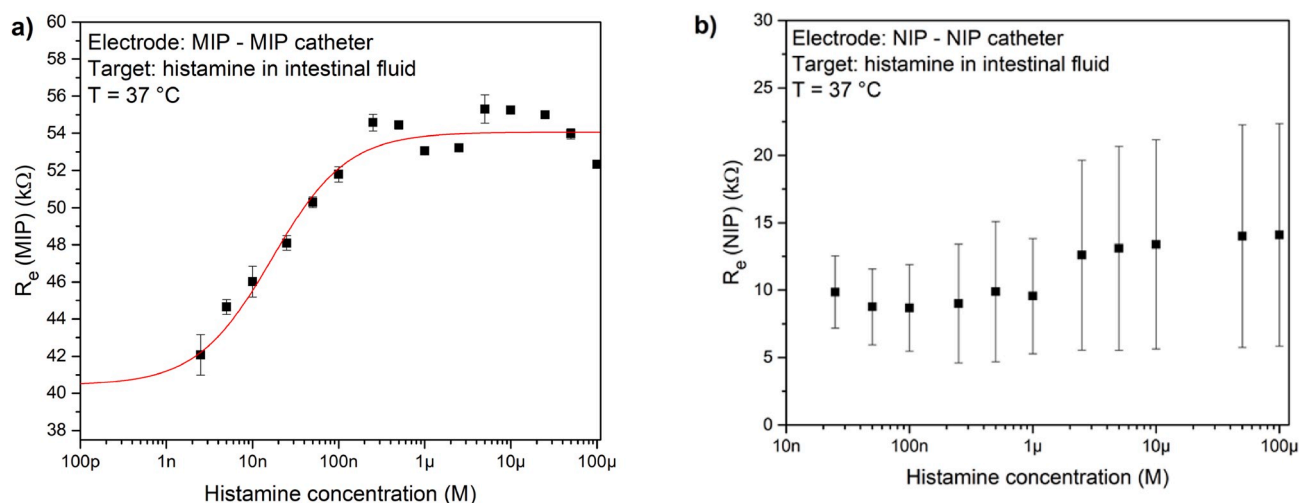 a)
Electrode: MIP - MIP catheter
Target: histamine in intestinal fluid
T = 37 °C
Rₑ (MIP) (kΩ)
60
58
56
54
52
50
48
46
44
42
40
38
100p 1n 10n 100n 1µ 10µ 100µ
Histamine concentration (M)
b)
Electrode: NIP - NIP catheter
Target: histamine in intestinal fluid
T = 37 °C
Rₑ (NIP) (kΩ)
30
25
20
15
10
5
0
10n 100n 1µ 10µ 100µ
Histamine concentration (M)